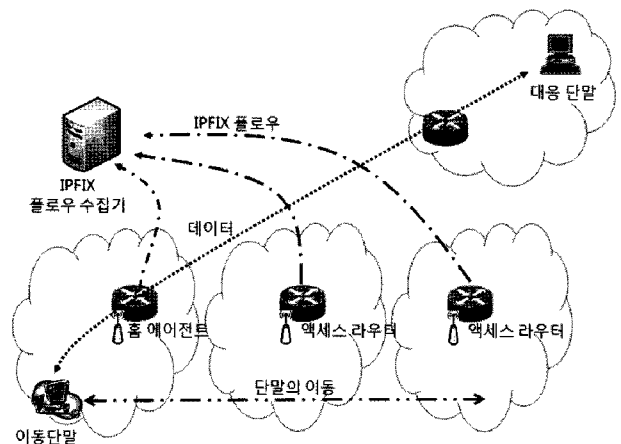 대응 단말
IPFIX 플로우
IPFIX
플로우 수집기
데이터
홈 에이전트
액세스 라우터
액세스 라우터
단말의 이동
이동단말